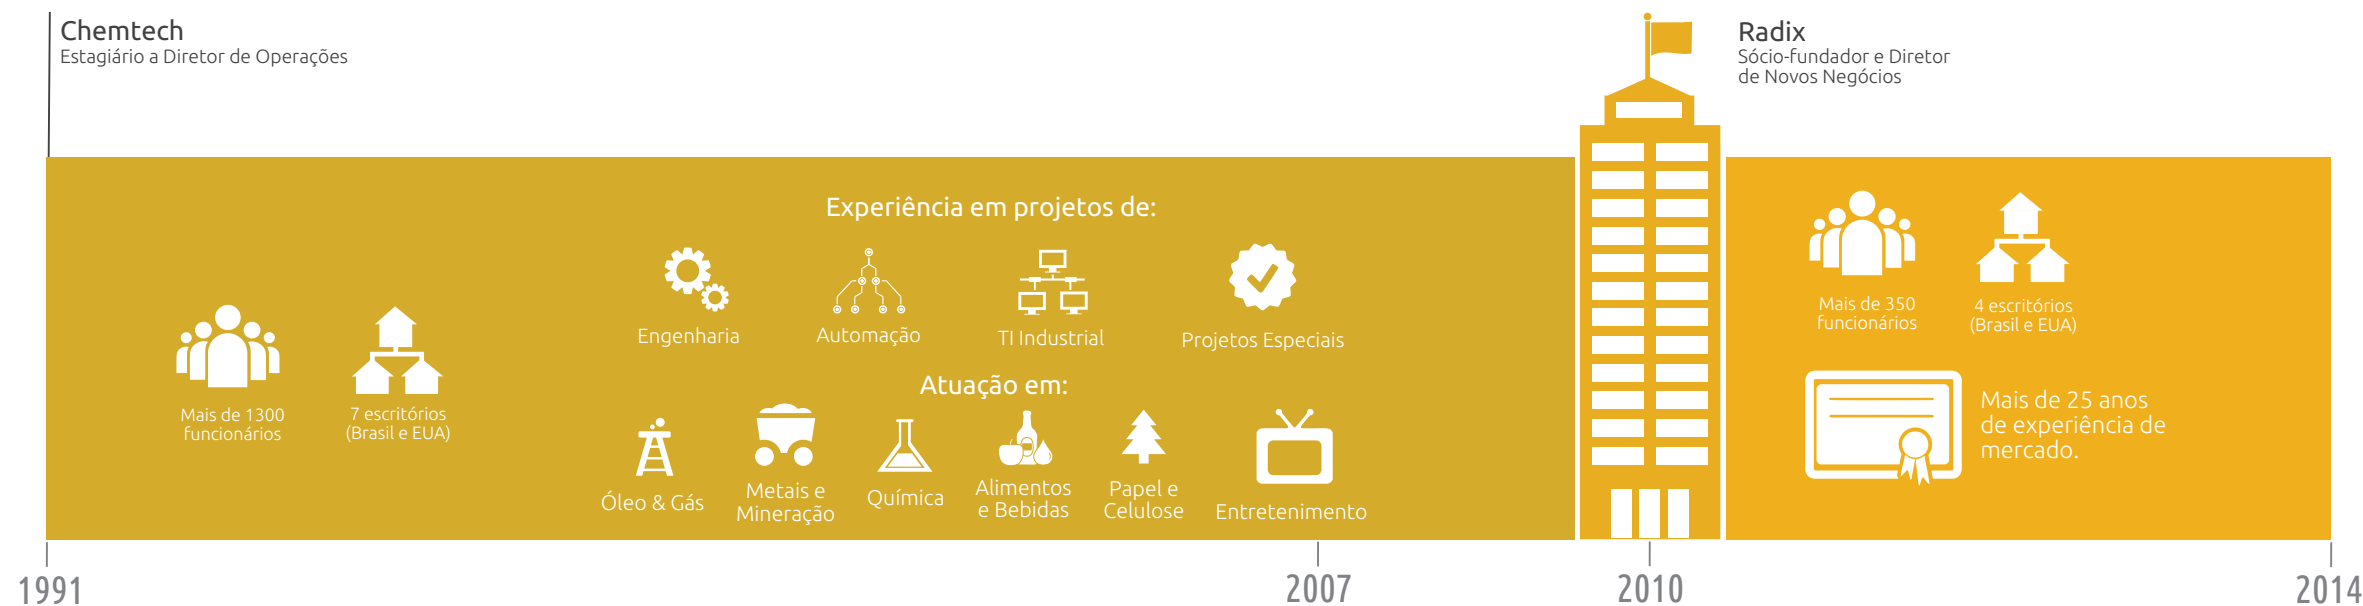 Chemtech
Estagiário a Diretor de Operações
Radix
Sócio-fundador e Diretor
de Novos Negócios
Experiência em projetos de:
Engenharia
Automação
TI Industrial
Projetos Especiais
Mais de 1300
funcionários
7 escritórios
(Brasil e EUA)
Atuação em:
Óleo & Gás
Metais e
Mineração
Química
Alimentos
e Bebidas
Papel e
Celulose
Entretenimento
Mais de 350
funcionários
4 escritórios
(Brasil e EUA)
Mais de 25 anos
de experiência de
mercado.
1991
2007
2010
2014